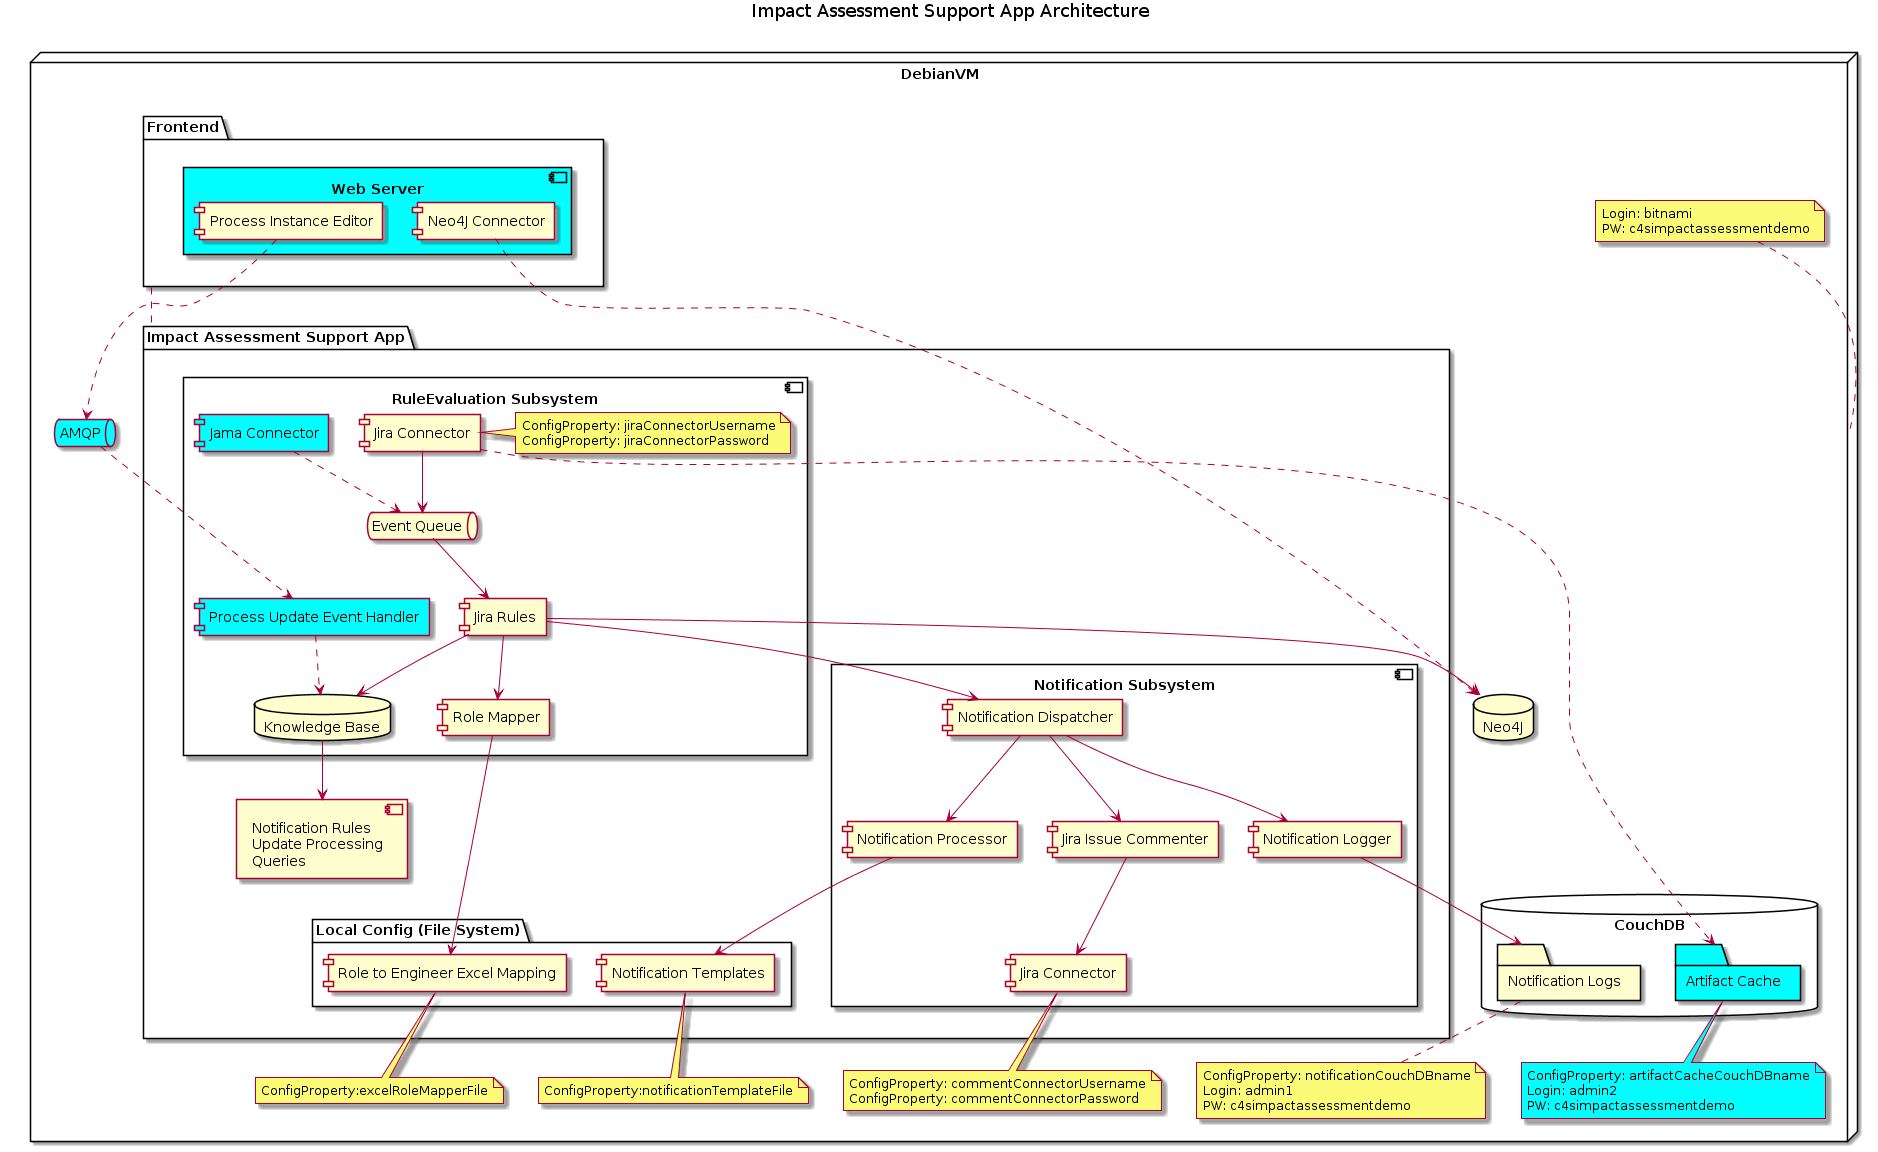 Impact Assessment Support App Architecture
DebianVM
Frontend
Web Server
Process Instance Editor
Neo4J Connector
Login: bitnami
PW: c4simpactassessmentdemo
Impact Assessment Support App
RuleEvaluation Subsystem
AMQP
Jama Connector
Jira Connector
ConfigProperty: jiraConnectorUsername
ConfigProperty: jiraConnectorPassword
Event Queue
Process Update Event Handler
Jira Rules
Knowledge Base
Role Mapper
Notification Subsystem
Notification Dispatcher
Neo4J
Notification Rules
Update Processing
Queries
Notification Processor
Jira Issue Commenter
Notification Logger
Local Config (File System)
Role to Engineer Excel Mapping
Notification Templates
Jira Connector
CouchDB
Notification Logs
Artifact Cache
ConfigProperty:excelRoleMapperFile
ConfigProperty:notificationTemplateFile
ConfigProperty: commentConnectorUsername
ConfigProperty: commentConnectorPassword
ConfigProperty: notificationCouchDBname
Login: admin1
PW: c4simpactassessmentdemo
ConfigProperty: artifactCacheCouchDBname
Login: admin2
PW: c4simpactassessmentdemo